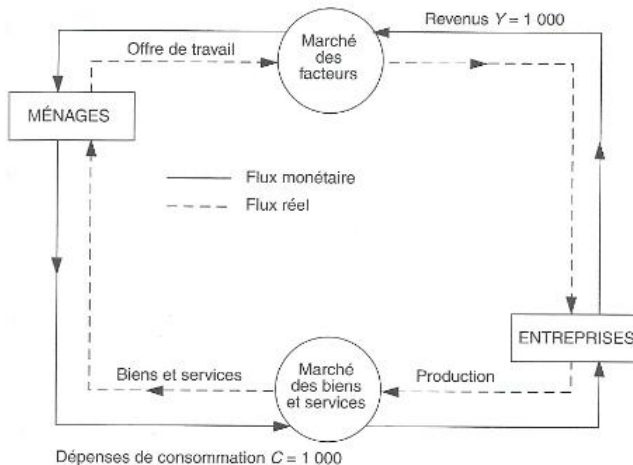 Revenus Y = 1 000
Offre de travail
Marché
des
facteurs
MÉNAGES
Flux monétaire
Flux réel
ENTREPRISES
Biens et services
Marché
des biens
et services
Production
Dépenses de consommation C = 1 000